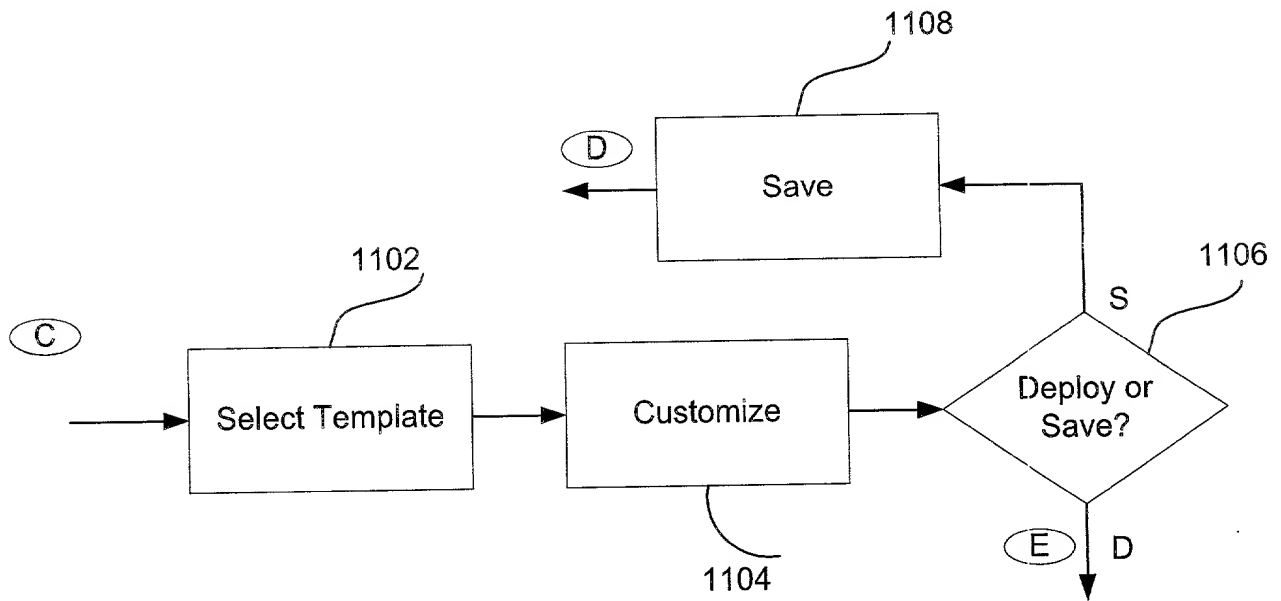 1108
D
Save
1102
1106
C
S
Select Template
Customize
Deploy or
Save?
E
D
1104